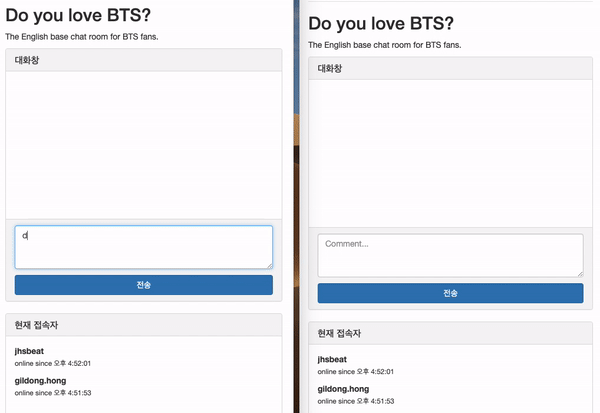 Do you love BTS?
The English base chat room for BTS fans.
대화창
d
전송
현재 접속자
jhsbeat
online since 오후 4:52:01
gildong.hong
online since 오후 4:51:53
Do you love BTS?
The English base chat room for BTS fans.
대화창
Comment...
전송
현재 접속자
jhsbeat
online since 오후 4:52:01
gildong.hong
online since 오후 4:51:53